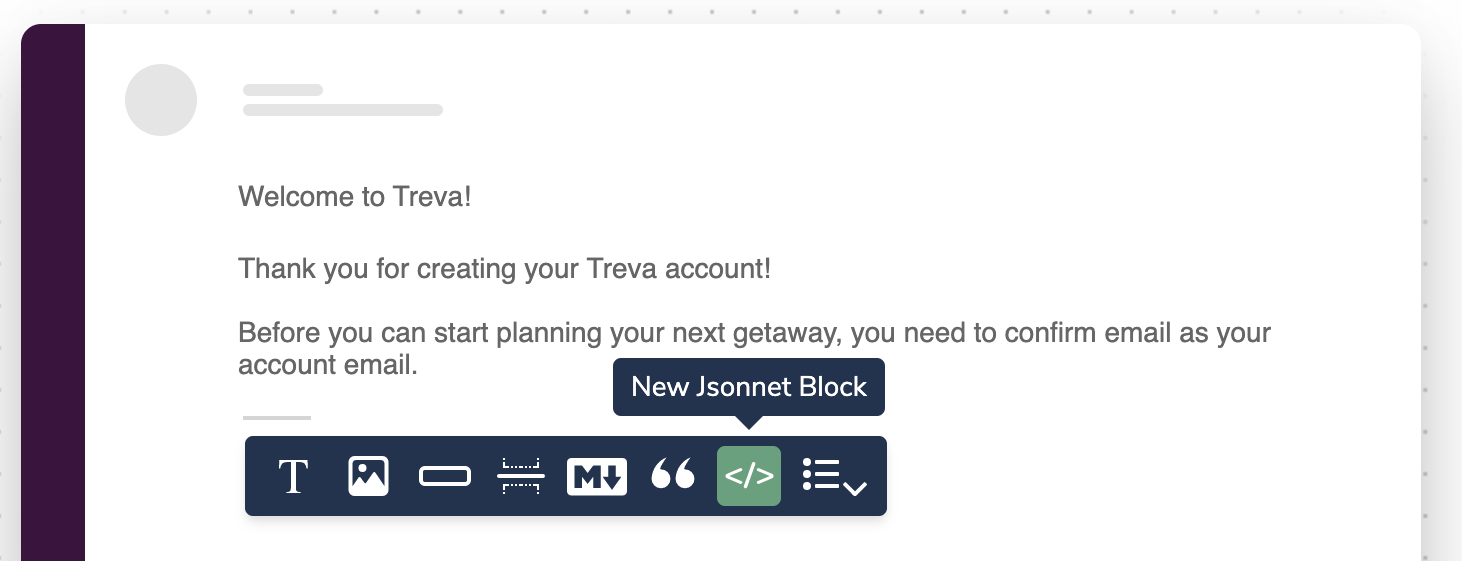 Welcome to Treva!
Thank you for creating your Treva account!
Before you can start planning your next getaway, you need to confirm email as your
account email.
New Jsonnet Block
T
M
</>